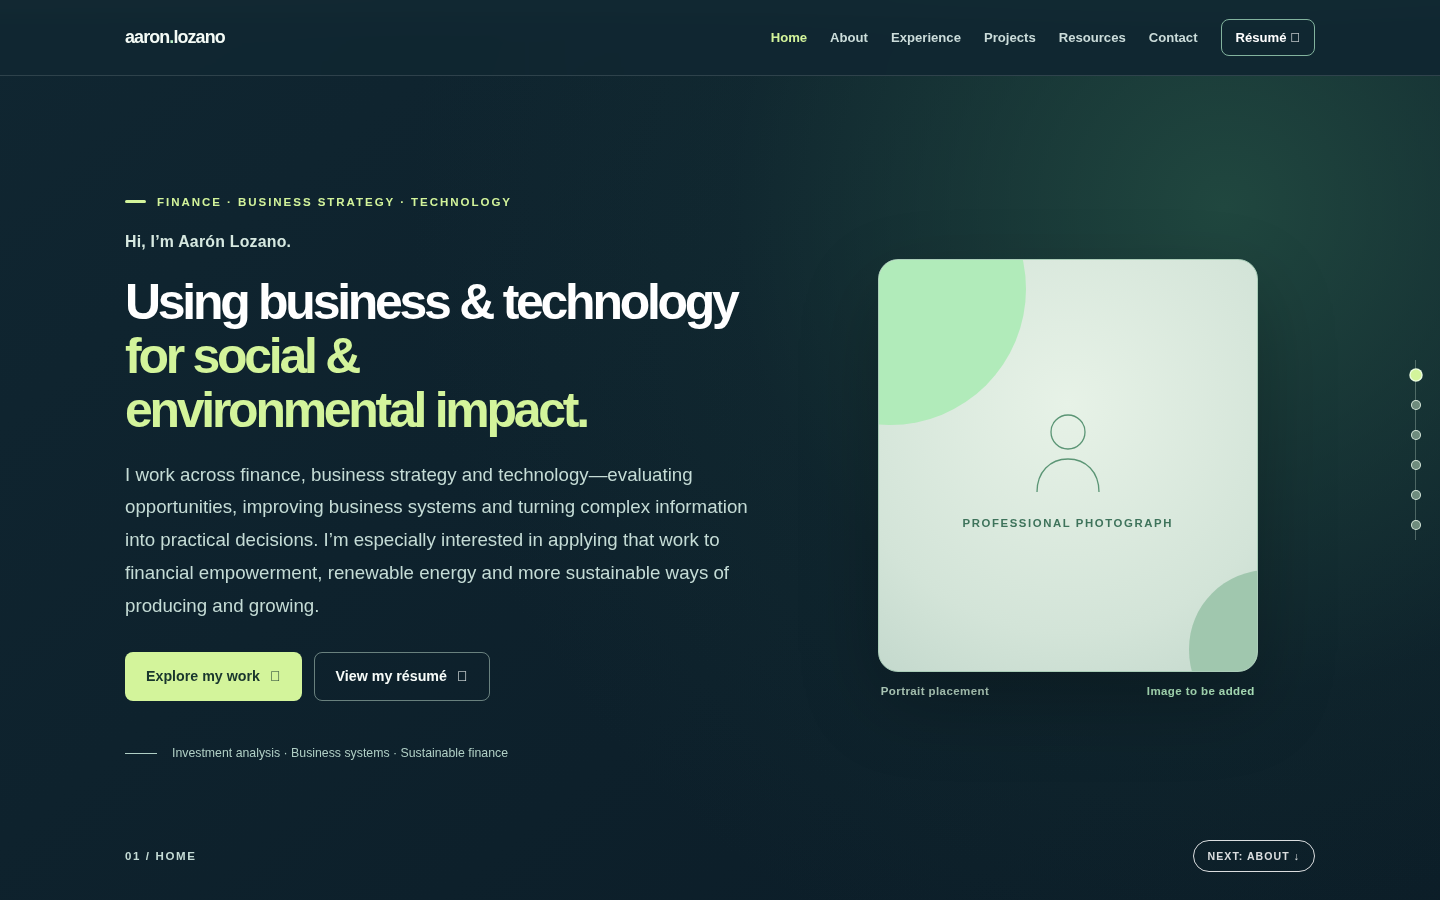 aaron.lozano
Home About Experience Projects Resources Contact Résumé
FINANCE · BUSINESS STRATEGY · TECHNOLOGY
Hi, I’m Aarón Lozano.
Using business & technology
for social &
environmental impact.
I work across finance, business strategy and technology—evaluating
opportunities, improving business systems and turning complex information
into practical decisions. I’m especially interested in applying that work to
financial empowerment, renewable energy and more sustainable ways of
producing and growing.
Explore my work
View my résumé
Investment analysis · Business systems · Sustainable finance
PROFESSIONAL PHOTOGRAPH
Portrait placement
Image to be added
01 / HOME
NEXT: ABOUT ↓